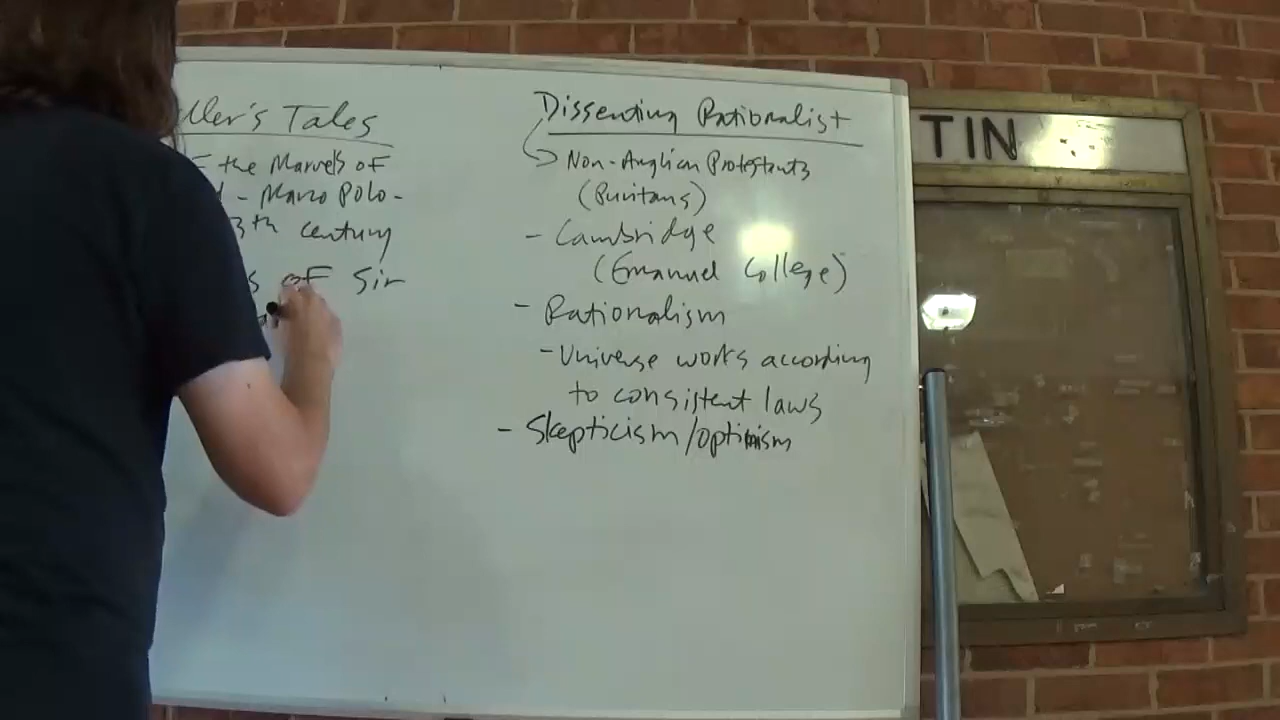 ller's Tales
F the Marvels of
d - Marco Polo -
3th century
s of Sir
Dissenting Rationalist
Non-Anglican Protestants
(Puritans)
- Cambridge
(Emanuel College)
- Rationalism
- Universe works according
to consistent laws
- Skepticism/optimism
TIN